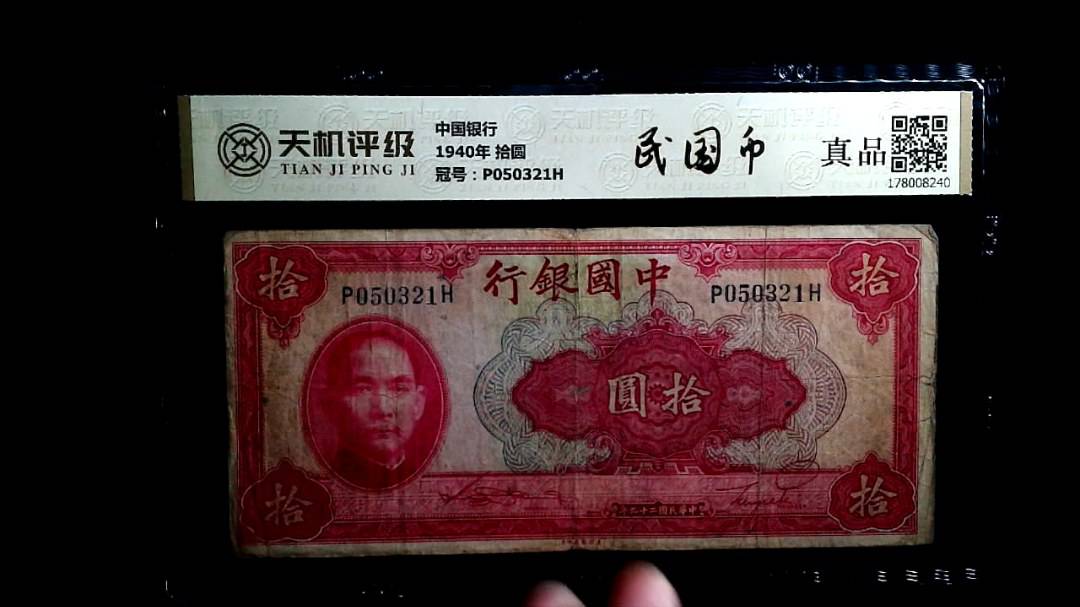 天机评级
TIAN JI PING JI
中国银行
1940年 拾圆
冠号：P050321H
民国币
真品
178008240
行銀國中
拾
拾
P050321H
P050321H
圓拾
拾
拾